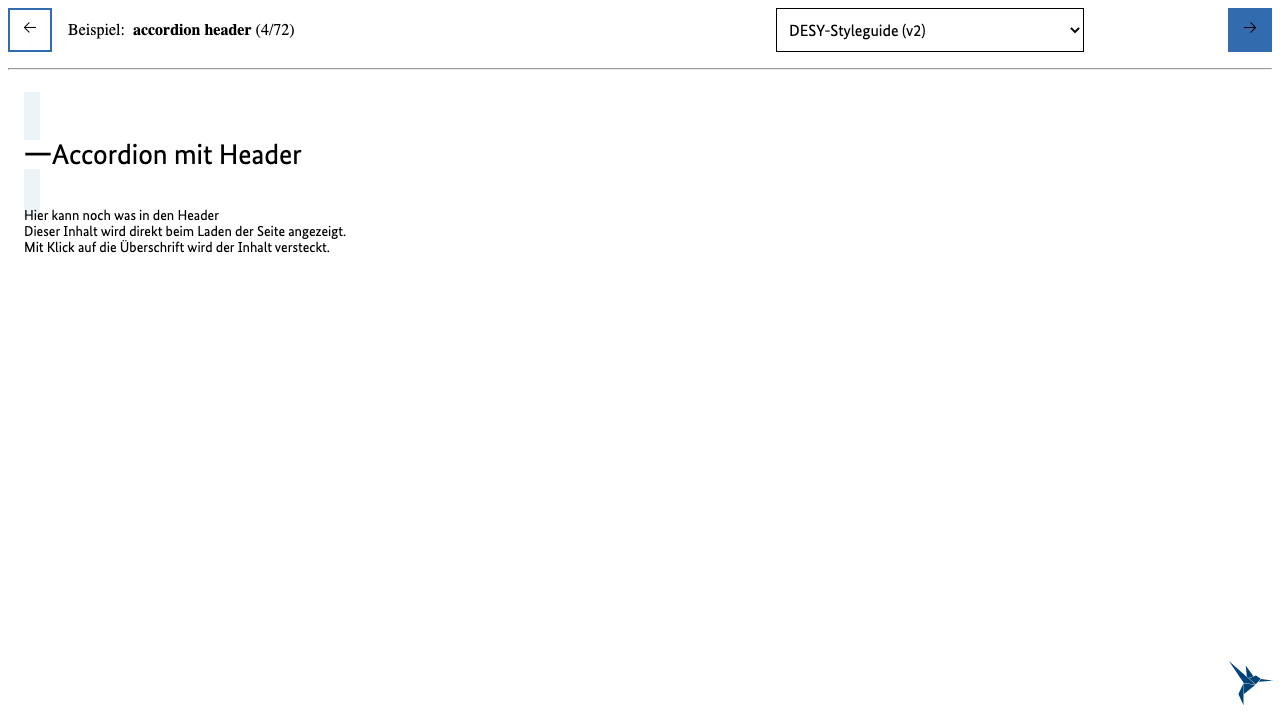 ← Beispiel: accordion header (4/72) DESY-Styleguide (v2) →
Accordion mit Header
Hier kann noch was in den Header
Dieser Inhalt wird direkt beim Laden der Seite angezeigt.
Mit Klick auf die Überschrift wird der Inhalt versteckt.